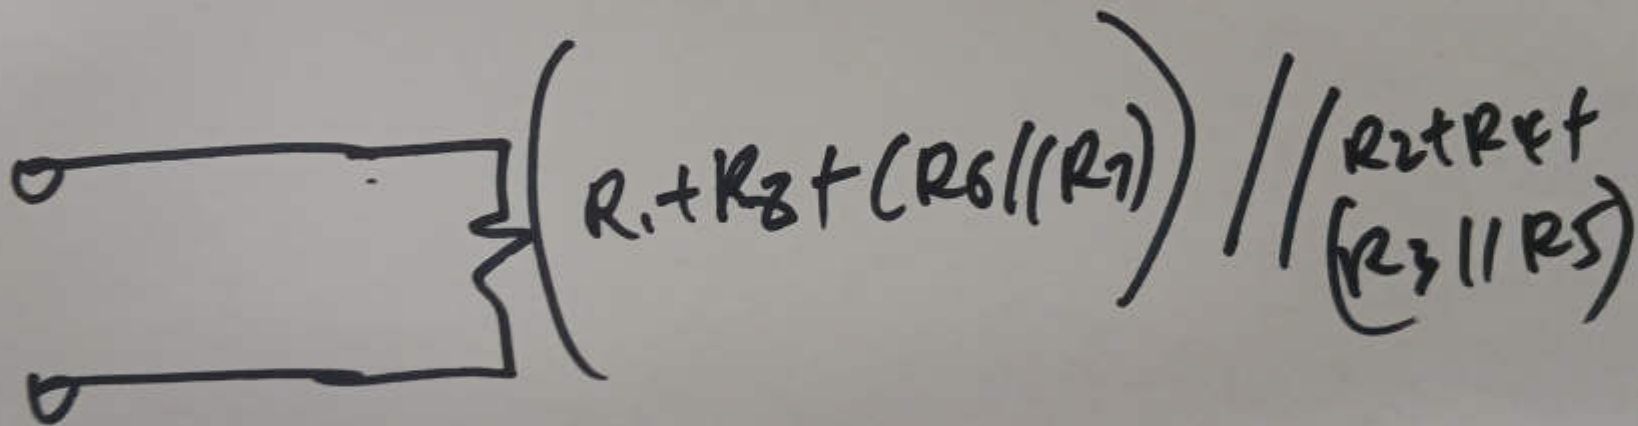 (R1+R8+(R6//(R7)) // R2+R4+
(R3 // R5)